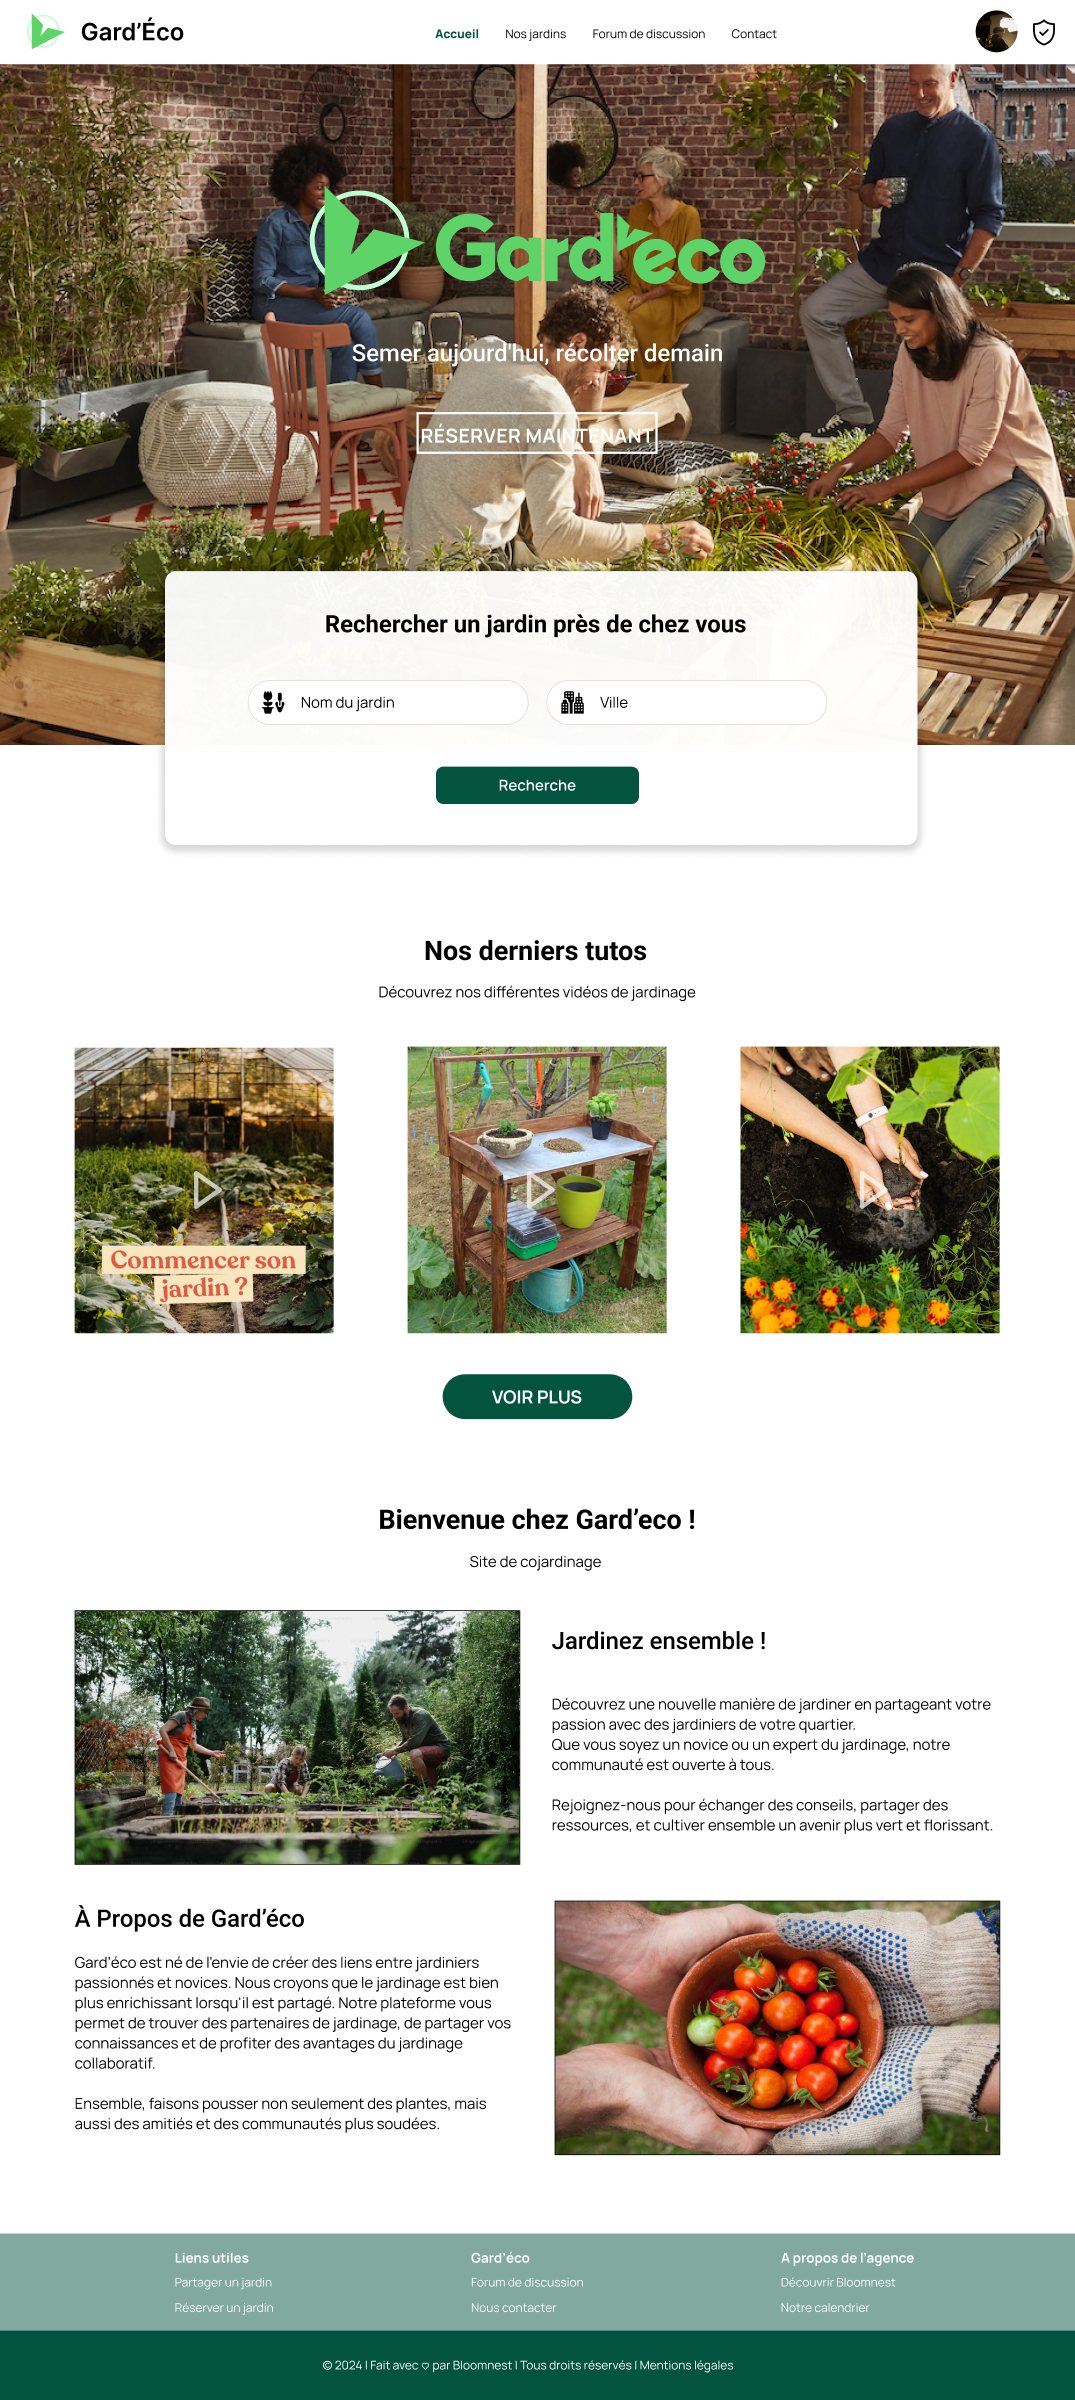 Gard’Éco
Accueil Nos jardins Forum de discussion Contact
Gard’eco
Semer aujourd'hui, récolter demain
RÉSERVER MAINTENANT
Rechercher un jardin près de chez vous
Nom du jardin Ville
Recherche
Nos derniers tutos
Découvrez nos différentes vidéos de jardinage
Commencer son
jardin ?
VOIR PLUS
Bienvenue chez Gard’eco !
Site de cojardinage
Jardinez ensemble !
Découvrez une nouvelle manière de jardiner en partageant votre
passion avec des jardiniers de votre quartier.
Que vous soyez un novice ou un expert du jardinage, notre
communauté est ouverte à tous.
Rejoignez-nous pour échanger des conseils, partager des
ressources, et cultiver ensemble un avenir plus vert et florissant.
À Propos de Gard’éco
Gard’éco est né de l’envie de créer des liens entre jardiniers
passionnés et novices. Nous croyons que le jardinage est bien
plus enrichissant lorsqu'il est partagé. Notre plateforme vous
permet de trouver des partenaires de jardinage, de partager vos
connaissances et de profiter des avantages du jardinage
collaboratif.
Ensemble, faisons pousser non seulement des plantes, mais
aussi des amitiés et des communautés plus soudées.
Liens utiles
Partager un jardin
Réserver un jardin
Gard’éco
Forum de discussion
Nous contacter
A propos de l’agence
Découvrir Bloomnest
Notre calendrier
© 2024 | Fait avec ♡ par Bloomnest | Tous droits réservés | Mentions légales